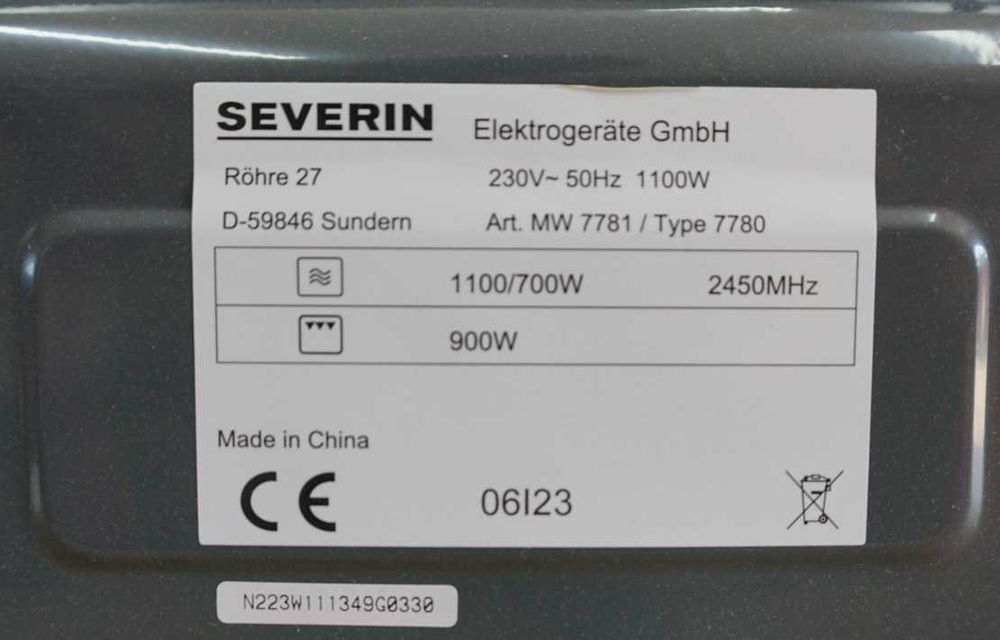 SEVERIN Elektrogeräte GmbH
Röhre 27 230V~ 50Hz 1100W
D-59846 Sundern Art. MW 7781 / Type 7780
1100/700W 2450MHz
900W
Made in China
CE 06I23
N223W111349G0330